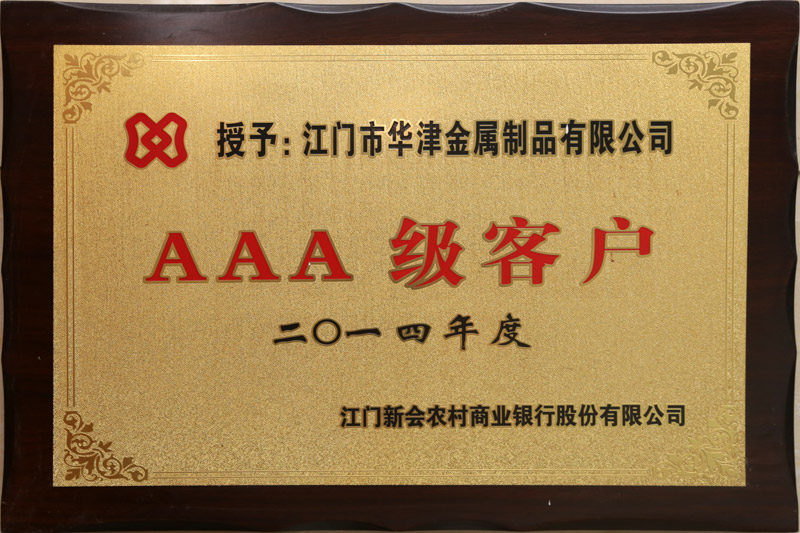 授予:江门市华津金属制品有限公司
AAA 级客户
二〇一四年度
江门新会农村商业银行股份有限公司